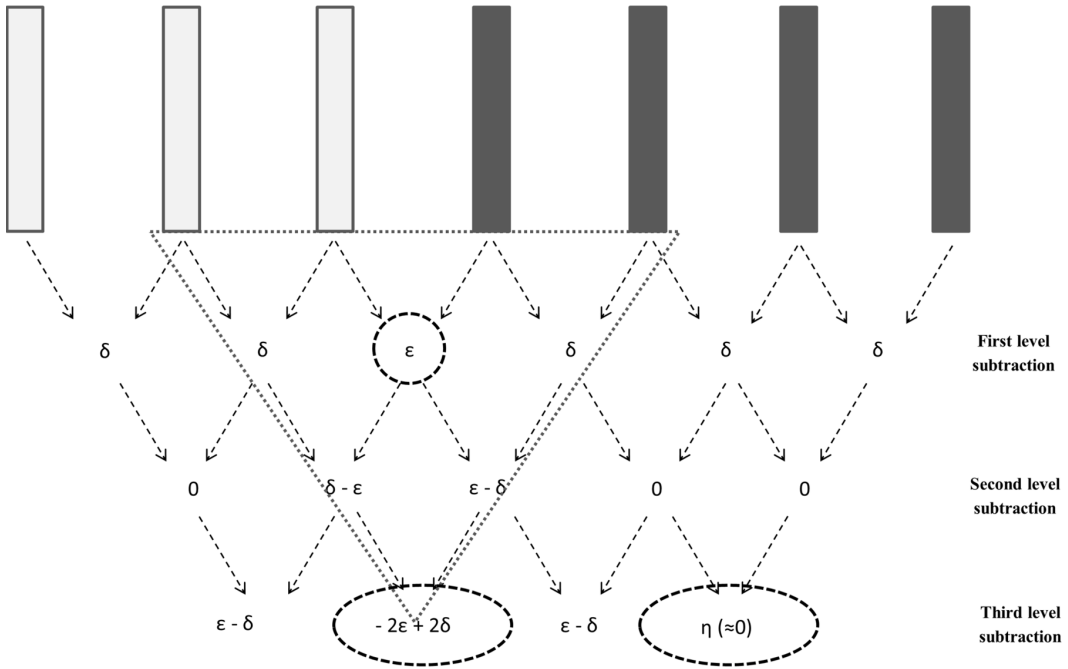 δ δ ε δ δ δ First level
subtraction
0 δ - ε ε - δ 0 0 Second level
subtraction
ε - δ - 2ε + 2δ ε - δ η (≈0) Third level
subtraction